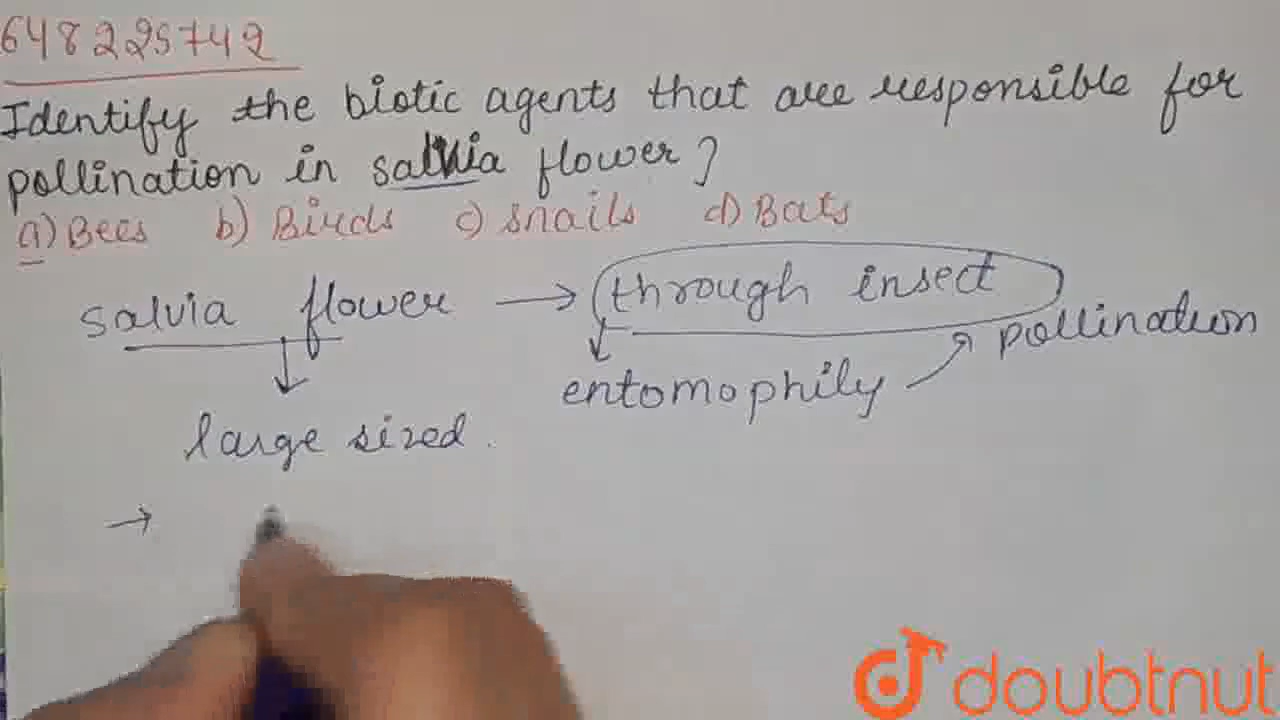 648225742
Identify the biotic agents that are responsible for
pollination in salvia flower?
a) Bees b) Birds c) snails d) Bats
salvia flower → through insect
pollination
entomophily
large sized.
→
doubtnut